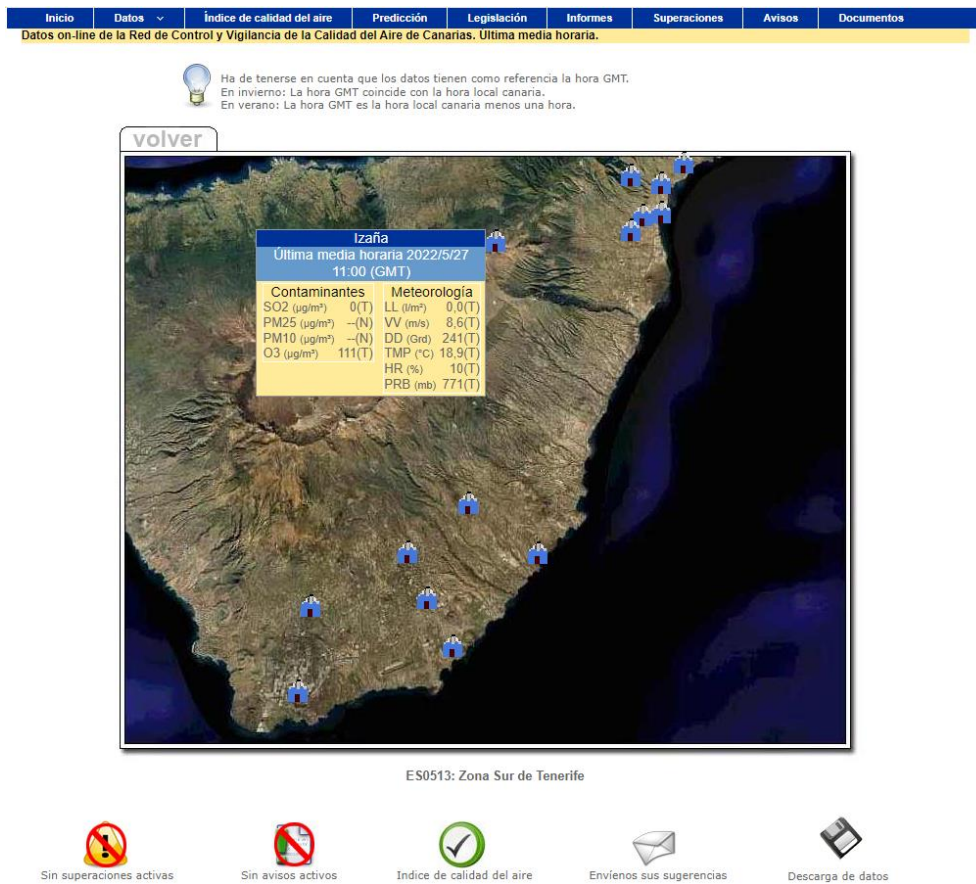 Inicio Datos Índice de calidad del aire Predicción Legislación Informes Superaciones Avisos Documentos
Datos on-line de la Red de Control y Vigilancia de la Calidad del Aire de Canarias. Última media horaria.
Ha de tenerse en cuenta que los datos tienen como referencia la hora GMT.
En invierno: La hora GMT coincide con la hora local canaria.
En verano: La hora GMT es la hora local canaria menos una hora.
volver
Izaña
Última media horaria 2022/5/27
11:00 (GMT)
Contaminantes Meteorología
SO2 (µg/m³) 0(T) LL (l/m²) 0,0(T)
PM25 (µg/m³) --(N) VV (m/s) 8,6(T)
PM10 (µg/m³) --(N) DD (Grd) 241(T)
O3 (µg/m³) 111(T) TMP (°C) 18,9(T)
HR (%) 10(T)
PRB (mb) 771(T)
ES0513: Zona Sur de Tenerife
Sin superaciones activas Sin avisos activos Indice de calidad del aire Envíenos sus sugerencias Descarga de datos